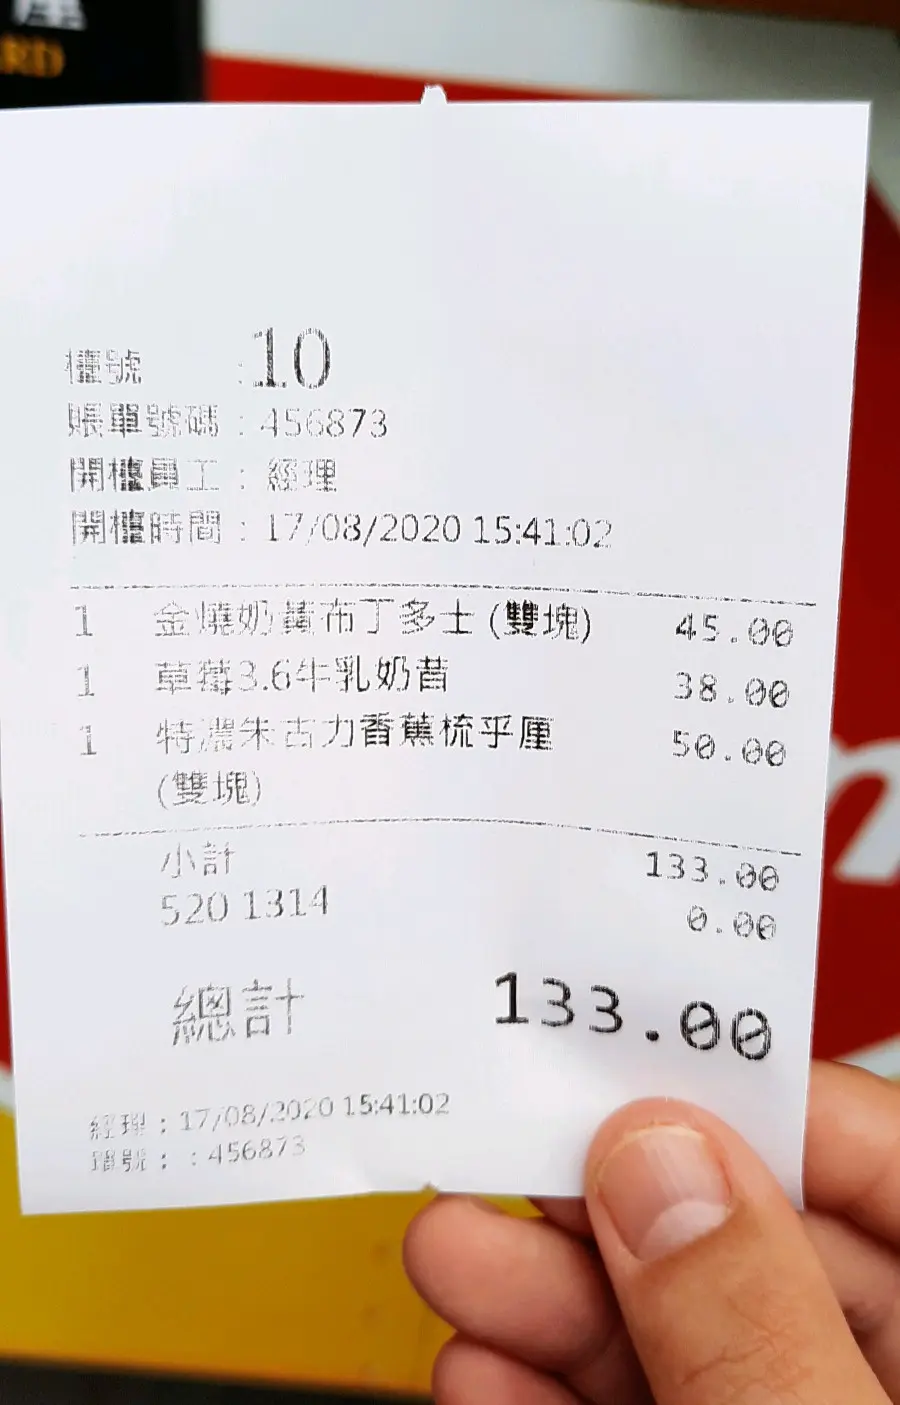 RD
櫃號 :10
賬單號碼 : 456873
開檯員工 : 經理
開檯時間 : 17/08/2020 15:41:02
1 金燒奶黃布丁多士 (雙塊) 45.00
1 草莓3.6牛乳奶昔 38.00
1 特濃朱古力香蕉梳乎厘 50.00
(雙塊)
小計 133.00
520 1314 0.00
總計 133.00
經理 : 17/08/2020 15:41:02
單號 : : 456873